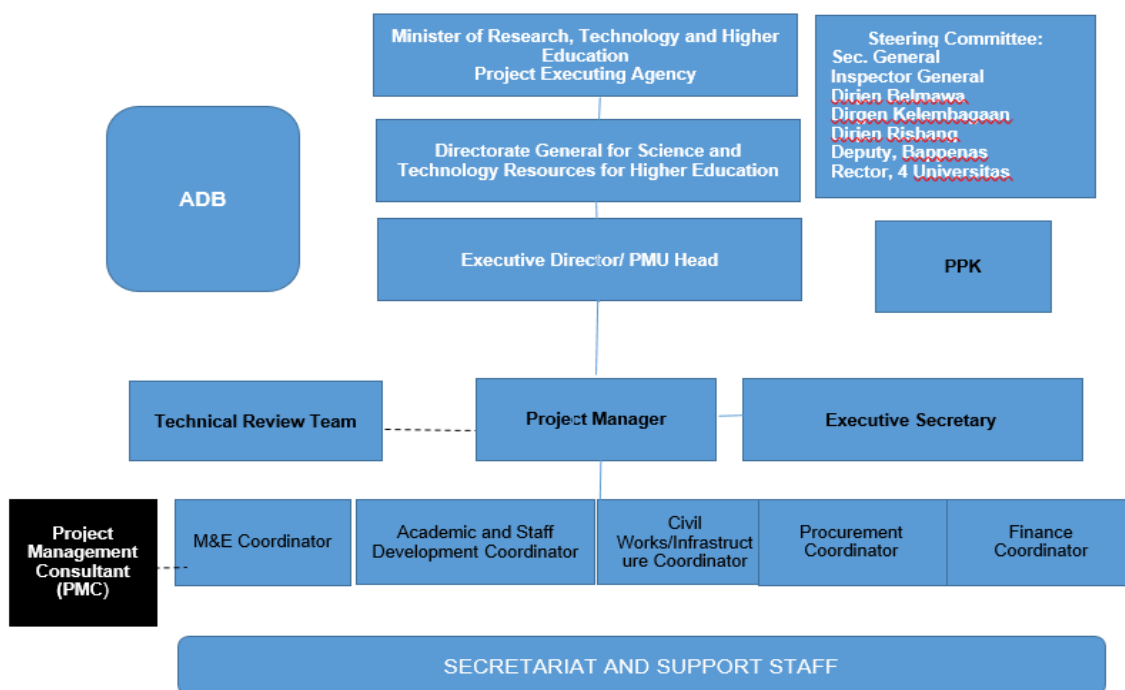 Minister of Research, Technology and Higher
Education
Project Executing Agency
Steering Committee:
Sec. General
Inspector General
Dirjen Belmawa
Dirgen Kelembagaan
Dirjen Risbang
Deputy, Bappenas
Rector, 4 Universitas
ADB
Directorate General for Science and
Technology Resources for Higher Education
Executive Director/ PMU Head
PPK
Technical Review Team
Project Manager
Executive Secretary
Project
Management
Consultant
(PMC)
M&E Coordinator
Academic and Staff
Development Coordinator
Civil
Works/Infrastruct
ure Coordinator
Procurement
Coordinator
Finance
Coordinator
SECRETARIAT AND SUPPORT STAFF